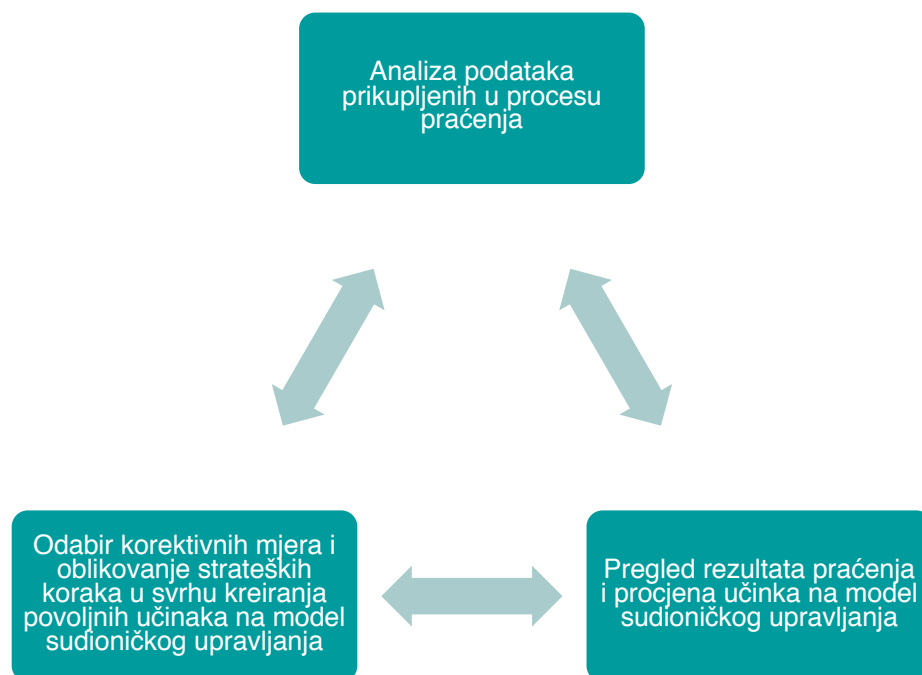 Analiza podataka
prikupljenih u procesu
praćenja
Odabir korektivnih mjera i
oblikovanje strateških
koraka u svrhu kreiranja
povoljnih učinaka na model
sudioničkog upravljanja
Pregled rezultata praćenja
i procjena učinka na model
sudioničkog upravljanja